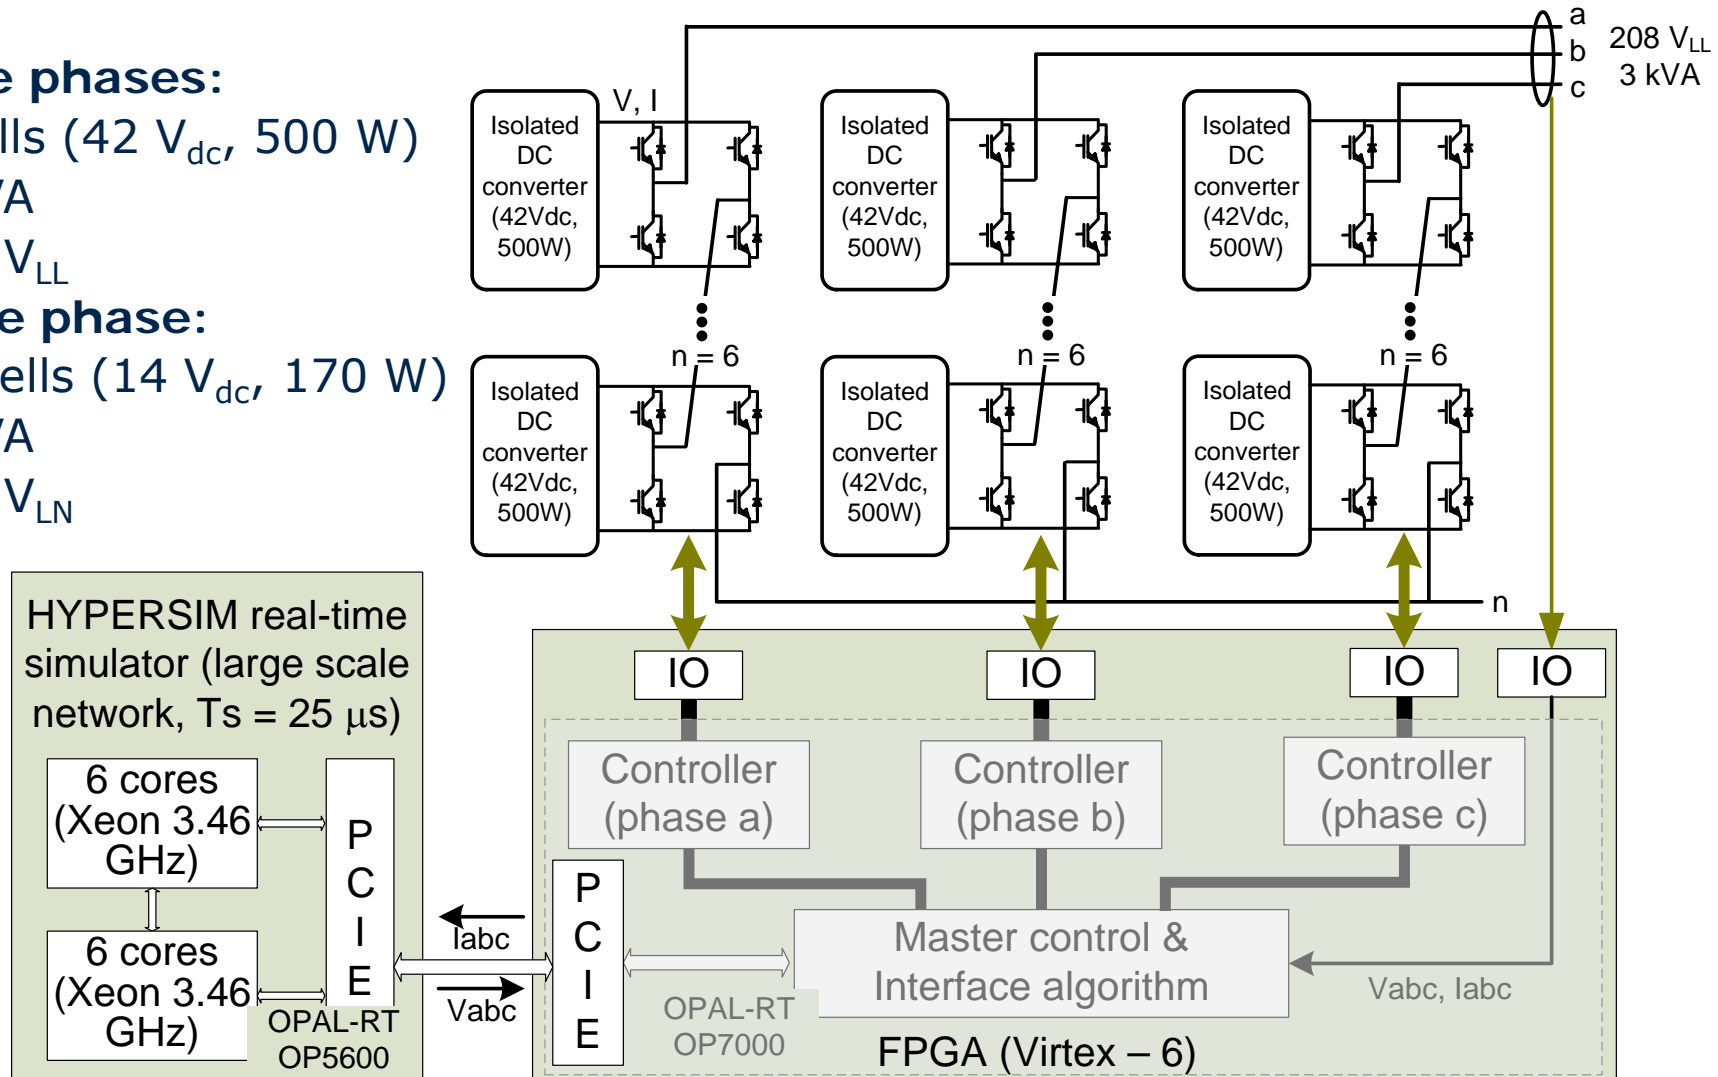 e phases:
lls (42 Vdc, 500 W)
VA
VLL
e phase:
ells (14 Vdc, 170 W)
VA
VLN
a
b
c
208 VLL
3 kVA
V, I
Isolated
DC
converter
(42Vdc,
500W)
Isolated
DC
converter
(42Vdc,
500W)
Isolated
DC
converter
(42Vdc,
500W)
n = 6
n = 6
n = 6
Isolated
DC
converter
(42Vdc,
500W)
Isolated
DC
converter
(42Vdc,
500W)
Isolated
DC
converter
(42Vdc,
500W)
n
HYPERSIM real-time
simulator (large scale
network, Ts = 25 μs)
6 cores
(Xeon 3.46
GHz)
6 cores
(Xeon 3.46
GHz)
P
C
I
E
OPAL-RT
OP5600
Iabc
Vabc
IO
IO
IO
IO
Controller
(phase a)
Controller
(phase b)
Controller
(phase c)
P
C
I
E
Master control &
Interface algorithm
Vabc, Iabc
OPAL-RT
OP7000
FPGA (Virtex – 6)